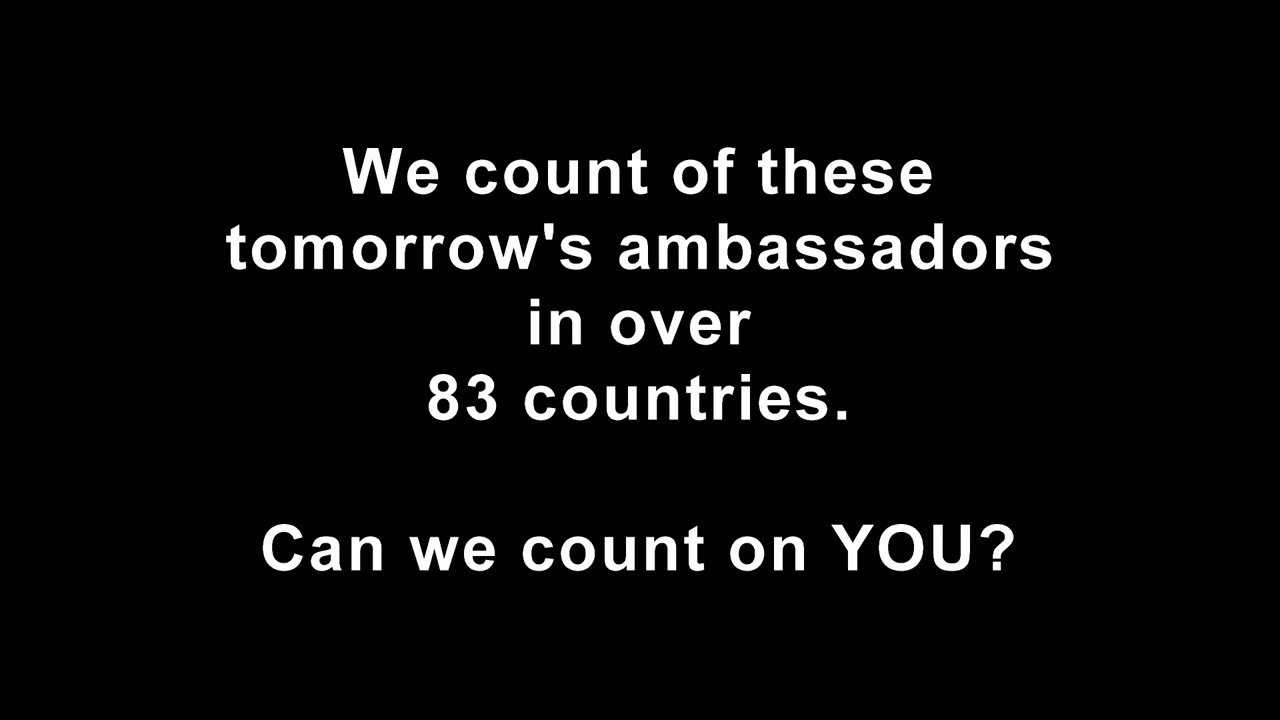 We count of these
tomorrow's ambassadors
in over
83 countries.
Can we count on YOU?